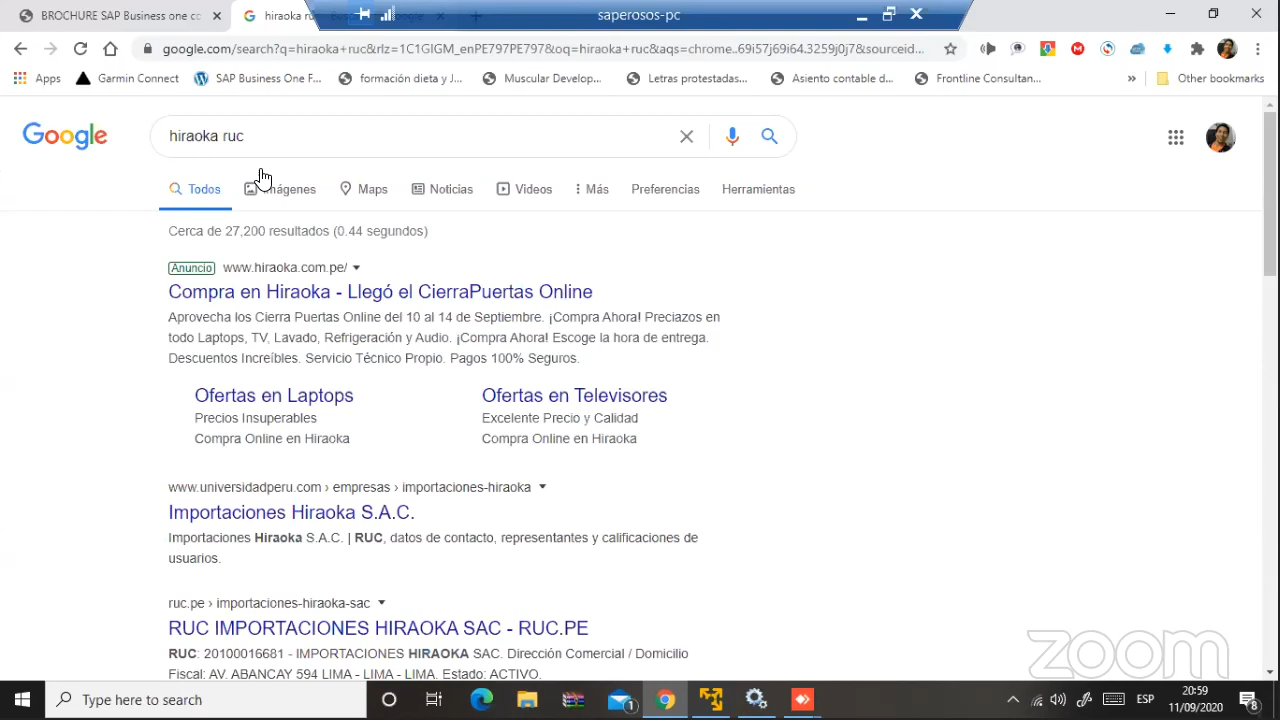 BROCHURE SAP Business one c
hiraoka ru
saperosos-pc
google.com/search?q=hiraoka+ruc&rlz=1C1GIGM_enPE797PE797&oq=hiraoka+ruc&aqs=chrome..69i57j69i64.3259j0j7&sourceid...
Apps
Garmin Connect
SAP Business One F...
formación dieta y J...
Muscular Develop...
Letras protestadas...
Asiento contable d...
Frontline Consultan...
»
Other bookmarks
Google
hiraoka ruc
Todos
Imágenes
Maps
Noticias
Videos
Más
Preferencias
Herramientas
Cerca de 27,200 resultados (0.44 segundos)
Anuncio www.hiraoka.com.pe/
Compra en Hiraoka - Llegó el CierraPuertas Online
Aprovecha los Cierra Puertas Online del 10 al 14 de Septiembre. ¡Compra Ahora! Preciazos en
todo Laptops, TV, Lavado, Refrigeración y Audio. ¡Compra Ahora! Escoge la hora de entrega.
Descuentos Increíbles. Servicio Técnico Propio. Pagos 100% Seguros.
Ofertas en Laptops
Precios Insuperables
Compra Online en Hiraoka
Ofertas en Televisores
Excelente Precio y Calidad
Compra Online en Hiraoka
www.universidadperu.com › empresas › importaciones-hiraoka
Importaciones Hiraoka S.A.C.
Importaciones Hiraoka S.A.C. | RUC, datos de contacto, representantes y calificaciones de
usuarios.
ruc.pe › importaciones-hiraoka-sac
RUC IMPORTACIONES HIRAOKA SAC - RUC.PE
RUC: 20100016681 - IMPORTACIONES HIRAOKA SAC. Dirección Comercial / Domicilio
Fiscal: AV. ABANCAY 594 LIMA - LIMA - LIMA. Estado: ACTIVO.
zoom
Type here to search
1
ESP
20:59
11/09/2020
8